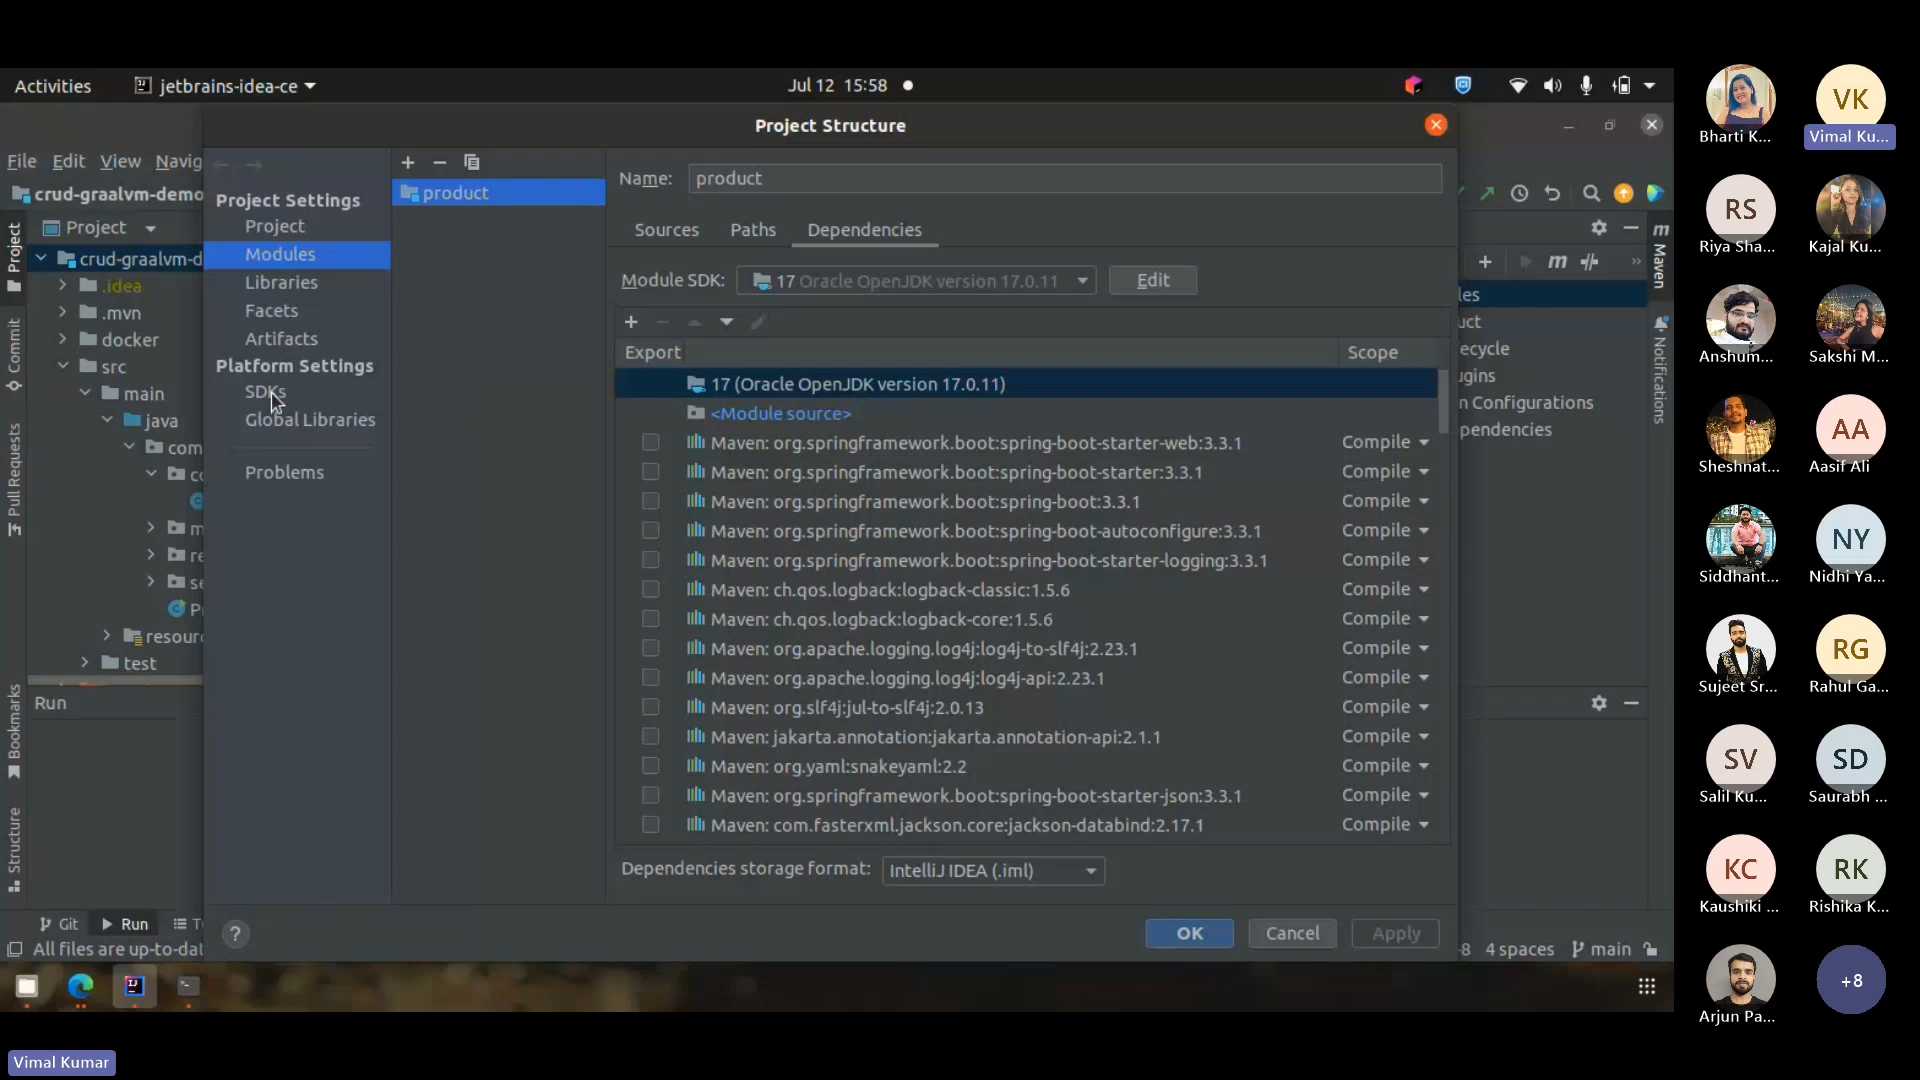 Activities
jetbrains-idea-ce
Jul 12 15:58
Project Structure
File Edit View Navig
crud-graalvm-demo
Project
crud-graalvm-d
.idea
.mvn
docker
src
main
java
com
co
m
re
se
Pr
resour
test
Run
Project
Commit
Pull Requests
Bookmarks
Structure
Git
Run
All files are up-to-dat
Project Settings
Project
Modules
Libraries
Facets
Artifacts
Platform Settings
SDKs
Global Libraries
Problems
product
Name: product
Sources Paths Dependencies
Module SDK: 17 Oracle OpenJDK version 17.0.11 Edit
Export Scope
17 (Oracle OpenJDK version 17.0.11)
<Module source>
Maven: org.springframework.boot:spring-boot-starter-web:3.3.1 Compile
Maven: org.springframework.boot:spring-boot-starter:3.3.1 Compile
Maven: org.springframework.boot:spring-boot:3.3.1 Compile
Maven: org.springframework.boot:spring-boot-autoconfigure:3.3.1 Compile
Maven: org.springframework.boot:spring-boot-starter-logging:3.3.1 Compile
Maven: ch.qos.logback:logback-classic:1.5.6 Compile
Maven: ch.qos.logback:logback-core:1.5.6 Compile
Maven: org.apache.logging.log4j:log4j-to-slf4j:2.23.1 Compile
Maven: org.apache.logging.log4j:log4j-api:2.23.1 Compile
Maven: org.slf4j:jul-to-slf4j:2.0.13 Compile
Maven: jakarta.annotation:jakarta.annotation-api:2.1.1 Compile
Maven: org.yaml:snakeyaml:2.2 Compile
Maven: org.springframework.boot:spring-boot-starter-json:3.3.1 Compile
Maven: com.fasterxml.jackson.core:jackson-databind:2.17.1 Compile
Dependencies storage format: IntelliJ IDEA (.iml)
?
OK Cancel Apply
les
uct
ecycle
ugins
n Configurations
pendencies
Maven
Notifications
-8 4 spaces main
Bharti K...
VK
Vimal Ku...
RS
Riya Sha...
Kajal Ku...
Anshum...
Sakshi M...
Sheshnat...
AA
Aasif Ali
Siddhant...
NY
Nidhi Ya...
Sujeet Sr...
RG
Rahul Ga...
SV
Salil Ku...
SD
Saurabh ...
KC
Kaushiki ...
RK
Rishika K...
Arjun Pa...
+8
Vimal Kumar